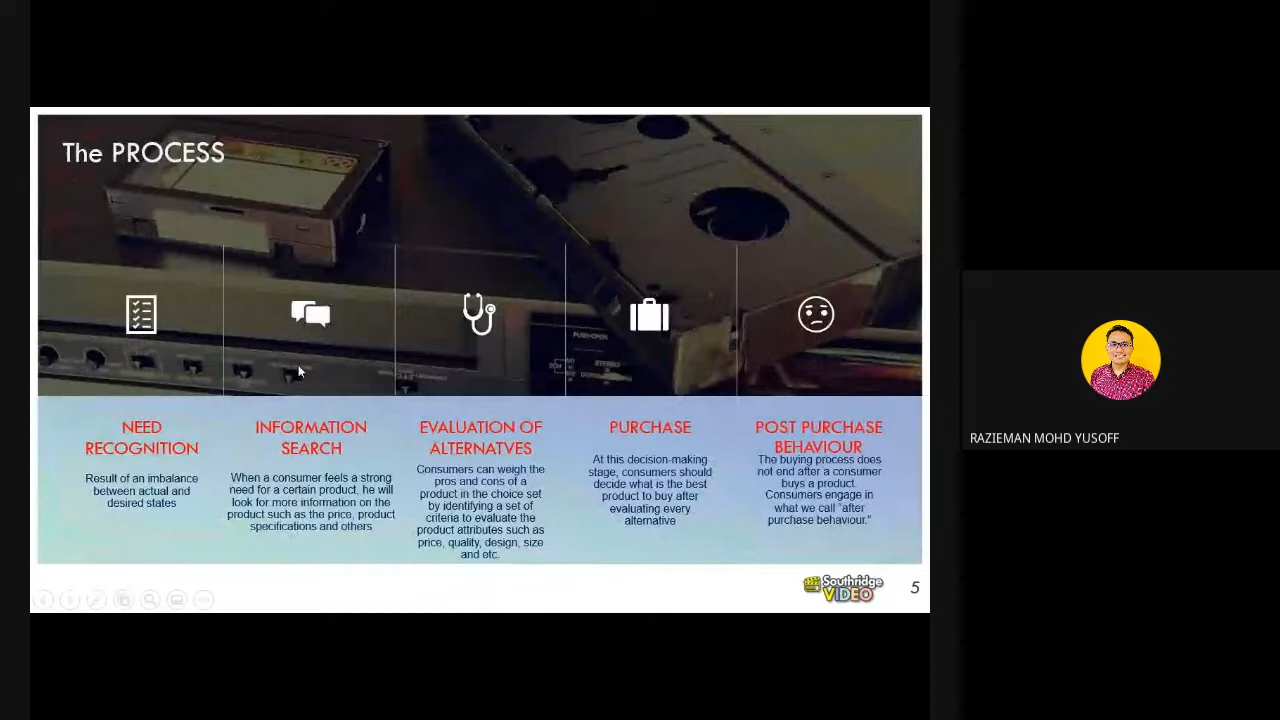 The PROCESS
PUSH-OPEN
STEREO
NEED
RECOGNITION
Result of an imbalance
between actual and
desired states
INFORMATION
SEARCH
When a consumer feels a strong
need for a certain product, he will
look for more information on the
product such as the price, product
specifications and others
EVALUATION OF
ALTERNATVES
Consumers can weigh the
pros and cons of a
product in the choice set
by identifying a set of
criteria to evaluate the
product attributes such as
price, quality, design, size
and etc.
PURCHASE
At this decision-making
stage, consumers should
decide what is the best
product to buy after
evaluating every
alternative
POST PURCHASE
BEHAVIOUR
The buying process does
not end after a consumer
buys a product.
Consumers engage in
what we call “after
purchase behaviour.”
Southridge
VIDEO
5
RAZIEMAN MOHD YUSOFF